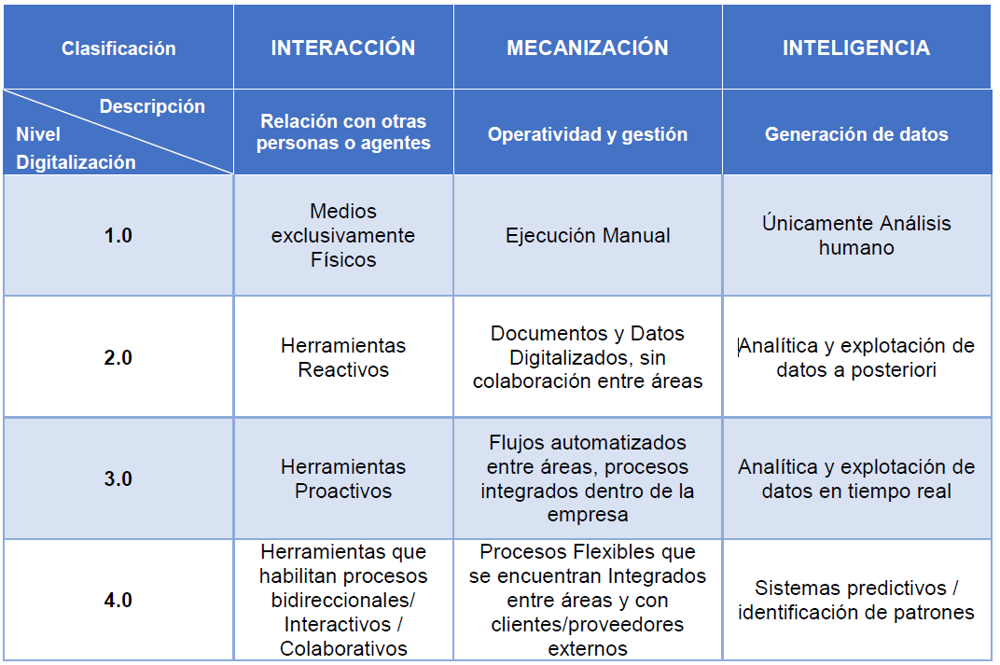 Clasificación
INTERACCIÓN
MECANIZACIÓN
INTELIGENCIA
Descripción
Nivel
Digitalización
Relación con otras
personas o agentes
Operatividad y gestión
Generación de datos
1.0
Medios
exclusivamente
Físicos
Ejecución Manual
Únicamente Análisis
humano
2.0
Herramientas
Reactivos
Documentos y Datos
Digitalizados, sin
colaboración entre áreas
Analítica y explotación de
datos a posteriori
3.0
Herramientas
Proactivos
Flujos automatizados
entre áreas, procesos
integrados dentro de la
empresa
Analítica y explotación de
datos en tiempo real
4.0
Herramientas que
habilitan procesos
bidireccionales/
Interactivos /
Colaborativos
Procesos Flexibles que
se encuentran Integrados
entre áreas y con
clientes/proveedores
externos
Sistemas predictivos /
identificación de patrones